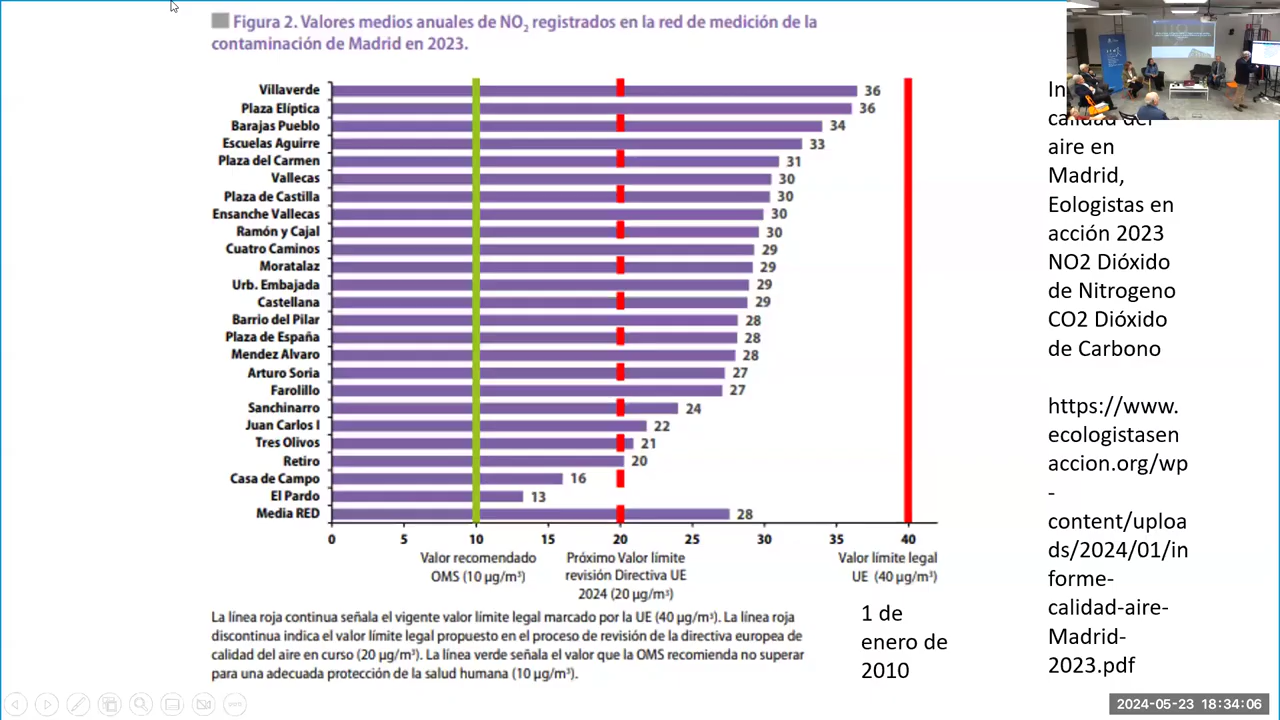 Figura 2. Valores medios anuales de NO₂ registrados en la red de medición de la
contaminación de Madrid en 2023.
Villaverde 36
Plaza Elíptica 36
Barajas Pueblo 34
Escuelas Aguirre 33
Plaza del Carmen 31
Vallecas 30
Plaza de Castilla 30
Ensanche Vallecas 30
Ramón y Cajal 30
Cuatro Caminos 29
Moratalaz 29
Urb. Embajada 29
Castellana 29
Barrio del Pilar 28
Plaza de España 28
Mendez Alvaro 28
Arturo Soria 27
Farolillo 27
Sanchinarro 24
Juan Carlos I 22
Tres Olivos 21
Retiro 20
Casa de Campo 16
El Pardo 13
Media RED 28
0 5 10 15 20 25 30 35 40
Valor recomendado
OMS (10 µg/m³)
Próximo Valor límite
revisión Directiva UE
2024 (20 µg/m³)
Valor límite legal
UE (40 µg/m³)
La línea roja continua señala el vigente valor límite legal marcado por la UE (40 µg/m³). La línea roja
discontinua indica el valor límite legal propuesto en el proceso de revisión de la directiva europea de
calidad del aire en curso (20 µg/m³). La línea verde señala el valor que la OMS recomienda no superar
para una adecuada protección de la salud humana (10 µg/m³).
1 de
enero de
2010
calidad del
aire en
Madrid,
Eologistas en
acción 2023
NO2 Dióxido
de Nitrogeno
CO2 Dióxido
de Carbono
https://www.
ecologistasen
accion.org/wp
-
content/uploa
ds/2024/01/in
forme-
calidad-aire-
Madrid-
2023.pdf
2024-05-23 18:34:06